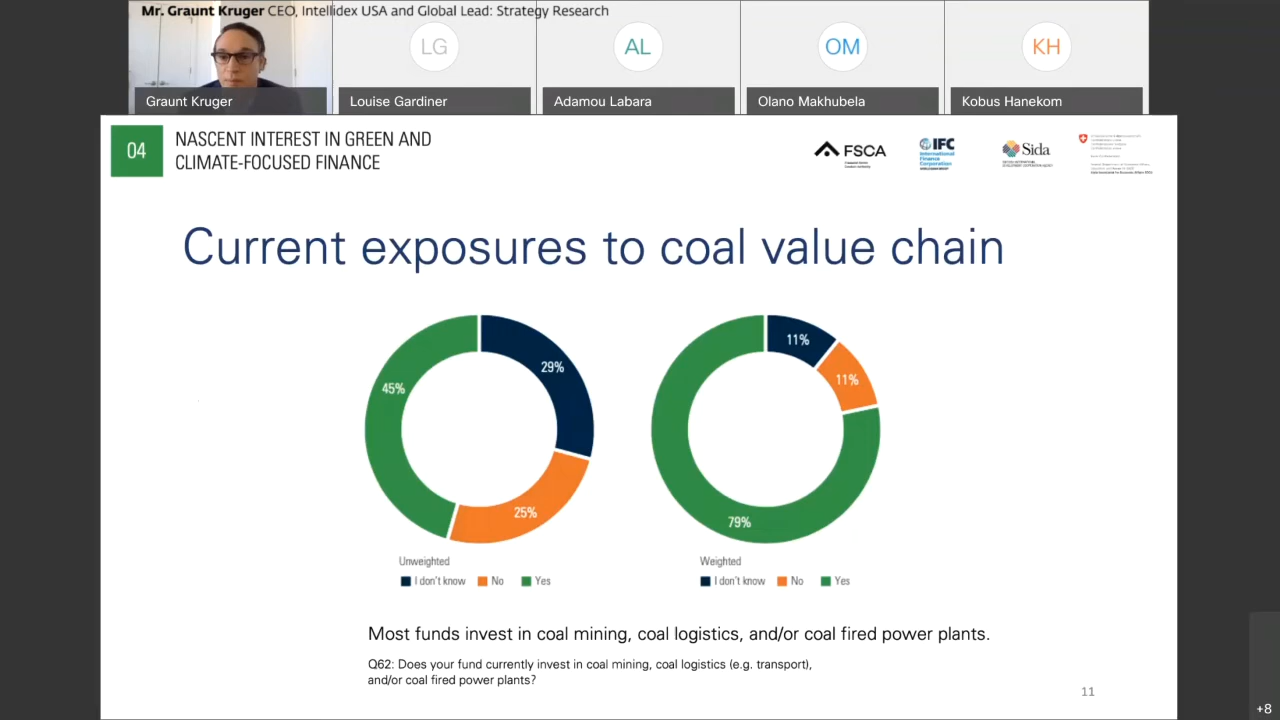 Mr. Graunt Kruger CEO, Intellidex USA and Global Lead: Strategy Research
LG
AL
OM
KH
Graunt Kruger
Louise Gardiner
Adamou Labara
Olano Makhubela
Kobus Hanekom
04
NASCENT INTEREST IN GREEN AND
CLIMATE-FOCUSED FINANCE
FSCA
IFC
International
Finance
Corporation
Sida
Current exposures to coal value chain
29%
45%
25%
11%
11%
79%
Unweighted
I don't know No Yes
Weighted
I don't know No Yes
Most funds invest in coal mining, coal logistics, and/or coal fired power plants.
Q62: Does your fund currently invest in coal mining, coal logistics (e.g. transport),
and/or coal fired power plants?
11
+8